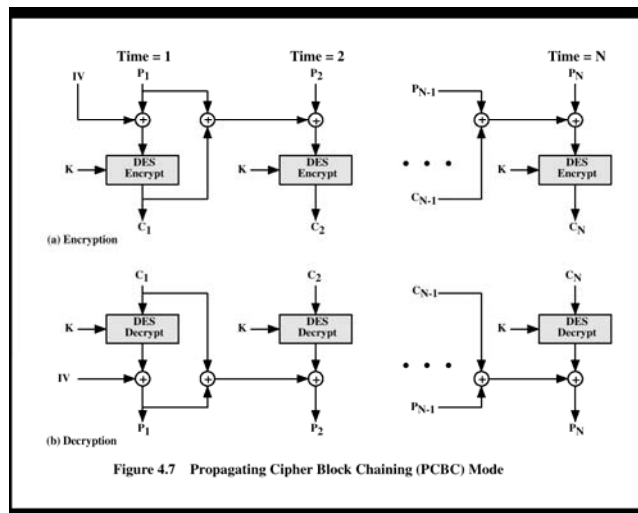 Time = 1 Time = 2 Time = N
IV P1 P2 PN-1 PN
K DES Encrypt K DES Encrypt • • • K DES Encrypt
C1 C2 CN-1 CN
(a) Encryption
C1 C2 CN-1 CN
K DES Decrypt K DES Decrypt • • • K DES Decrypt
IV
P1 P2 PN-1 PN
(b) Decryption
Figure 4.7 Propagating Cipher Block Chaining (PCBC) Mode